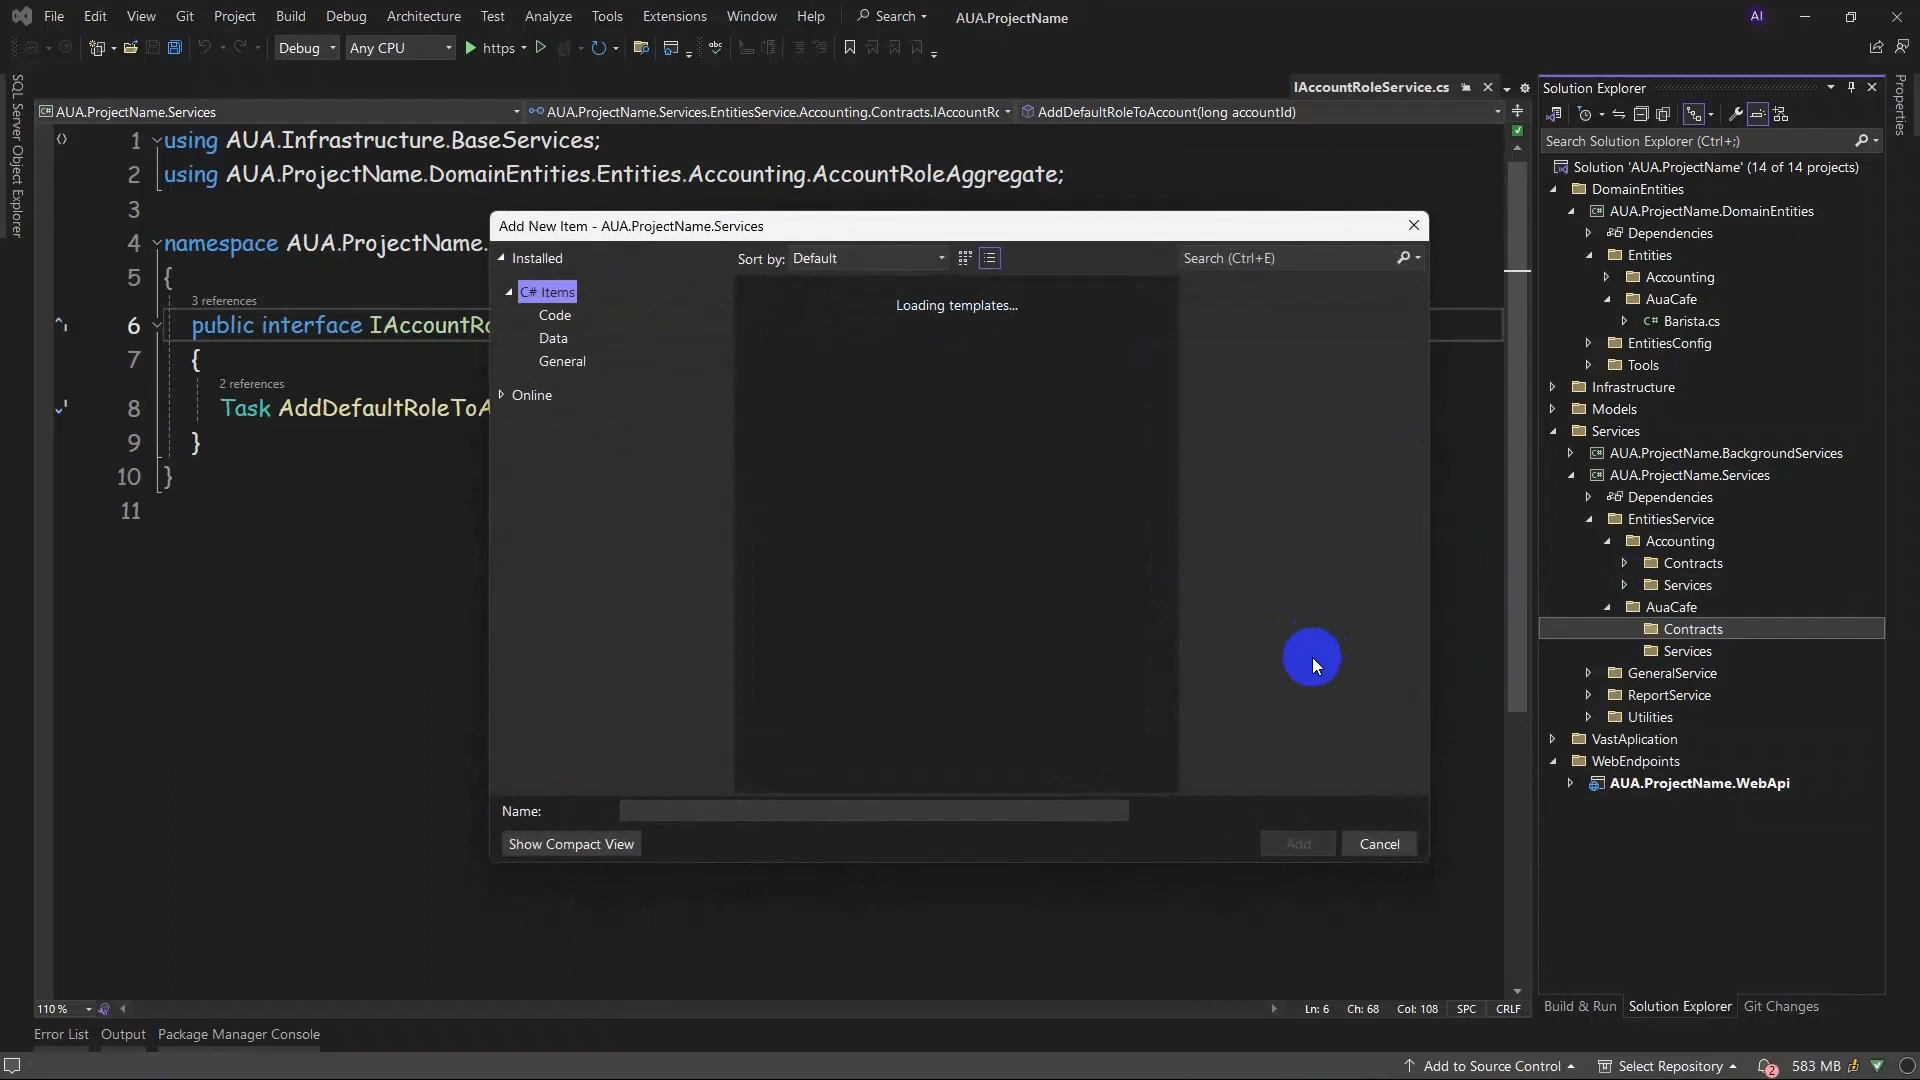 File Edit View Git Project Build Debug Architecture Test Analyze Tools Extensions Window Help Search AUA.ProjectName AI
Debug Any CPU https
SQL Server Object Explorer
IAccountRoleService.cs
AUA.ProjectName.Services AUA.ProjectName.Services.EntitiesService.Accounting.Contracts.IAccountRc AddDefaultRoleToAccount(long accountId)
1 using AUA.Infrastructure.BaseServices;
2 using AUA.ProjectName.DomainEntities.Entities.Accounting.AccountRoleAggregate;
3
4 namespace AUA.ProjectName.
5 {
3 references
6 public interface IAccountRo
7 {
2 references
8 Task AddDefaultRoleToA
9 }
10 }
11
Add New Item - AUA.ProjectName.Services
Installed
C# Items
Code
Data
General
Online
Sort by: Default
Search (Ctrl+E)
Loading templates...
Name:
Show Compact View
Add Cancel
Solution Explorer
Search Solution Explorer (Ctrl+;)
Solution 'AUA.ProjectName' (14 of 14 projects)
DomainEntities
C# AUA.ProjectName.DomainEntities
Dependencies
Entities
Accounting
AuaCafe
C# Barista.cs
EntitiesConfig
Tools
Infrastructure
Models
Services
C# AUA.ProjectName.BackgroundServices
C# AUA.ProjectName.Services
Dependencies
EntitiesService
Accounting
Contracts
Services
AuaCafe
Contracts
Services
GeneralService
ReportService
Utilities
VastAplication
WebEndpoints
AUA.ProjectName.WebApi
Properties
110 % Ln: 6 Ch: 68 Col: 108 SPC CRLF
Build & Run Solution Explorer Git Changes
Error List Output Package Manager Console
Add to Source Control Select Repository 2 583 MB